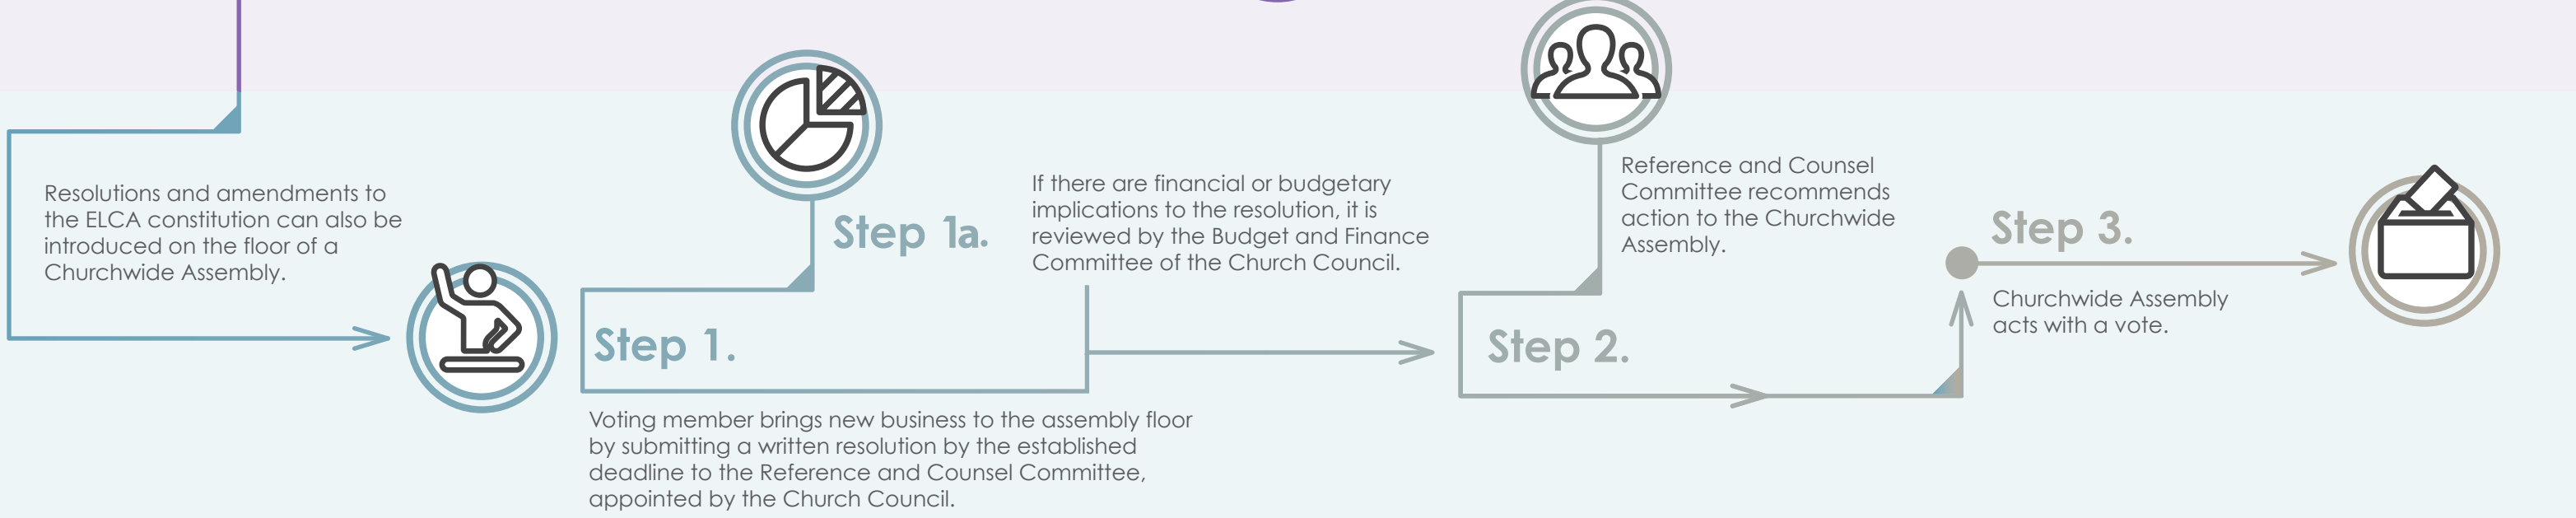 Resolutions and amendments to
the ELCA constitution can also be
introduced on the floor of a
Churchwide Assembly.
Step 1.
Voting member brings new business to the assembly floor
by submitting a written resolution by the established
deadline to the Reference and Counsel Committee,
appointed by the Church Council.
Step 1a.
If there are financial or budgetary
implications to the resolution, it is
reviewed by the Budget and Finance
Committee of the Church Council.
Step 2.
Reference and Counsel
Committee recommends
action to the Churchwide
Assembly.
Step 3.
Churchwide Assembly
acts with a vote.